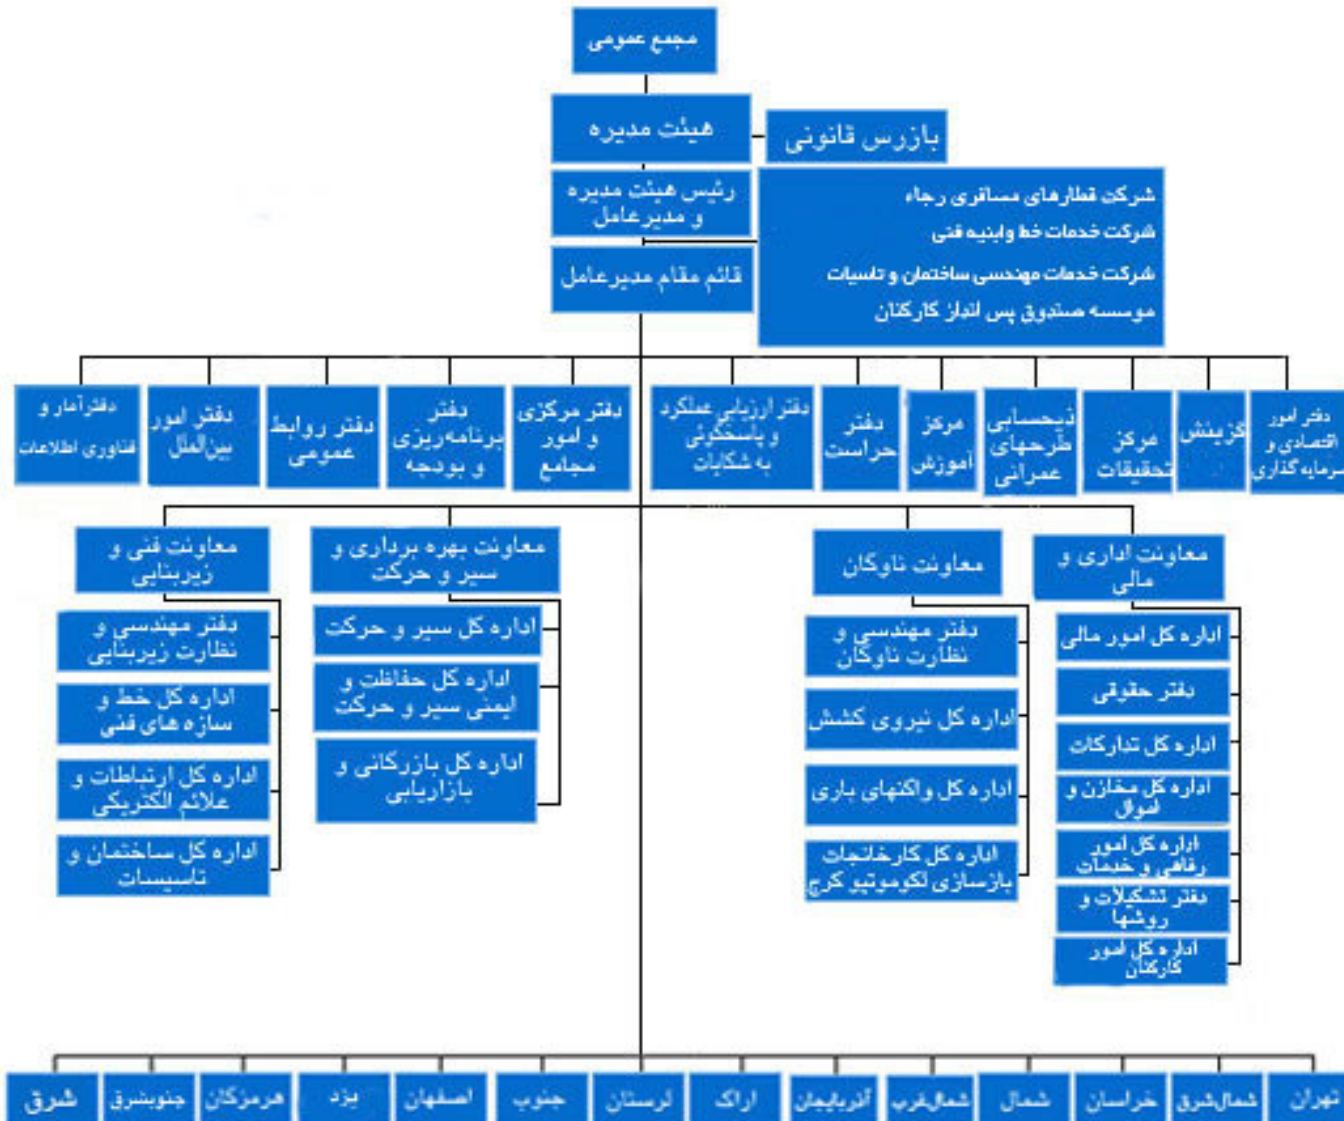 مجمع عمومی
هیئت مدیره
بازرس قانونی
رئیس هیئت مدیره
و مدیرعامل
شرکت قطارهای مسافری رجاء
شرکت خدمات خط وابنیه فنی
شرکت خدمات مهندسی ساختمان و تاسیات
موسسه صندوق پس انداز کارکنان
قائم مقام مدیرعامل
دفتر امور
اقتصادی و
سرمایه گذاری
گزینش
مرکز
تحقیقات
ذیحسابی
طرحهای
عمرانی
مرکز
آموزش
دفتر
حراست
دفتر ارزیابی عملکرد
و پاسخگوئی
به شکایات
دفتر مرکزی
و امور
مجامع
دفتر
برنامه‌ریزی
و بودجه
دفتر روابط
عمومی
دفتر امور
بین‌الملل
دفترآمار و
فناوری اطلاعات
معاونت اداری و
مالی
اداره کل امور مالی
دفتر حقوقی
اداره کل تدارکات
اداره کل مخازن و
اموال
اداره کل امور
رفاهی و خدمات
دفتر تشکیلات و
روشها
اداره کل امور
کارکنان
معاونت ناوگان
دفتر مهندسی و
نظارت ناوگان
اداره کل نیروی کشش
اداره کل واگنهای باری
اداره کل کارخانجات
بازسازی لکوموتیو کرج
معاونت بهره برداری و
سیر و حرکت
اداره کل سیر و حرکت
اداره کل حفاظت و
ایمنی سیر و حرکت
اداره کل بازرگانی و
بازاریابی
معاونت فنی و
زیربنایی
دفتر مهندسی و
نظارت زیربنایی
اداره کل خط و
سازه های فنی
اداره کل ارتباطات و
علائم الکتریکی
اداره کل ساختمان و
تاسیسات
تهران
شمال‌شرق
خراسان
شمال
شمال‌غرب
آذربایجان
اراک
لرستان
جنوب
اصفهان
یزد
هرمزگان
جنوبشرق
شرق